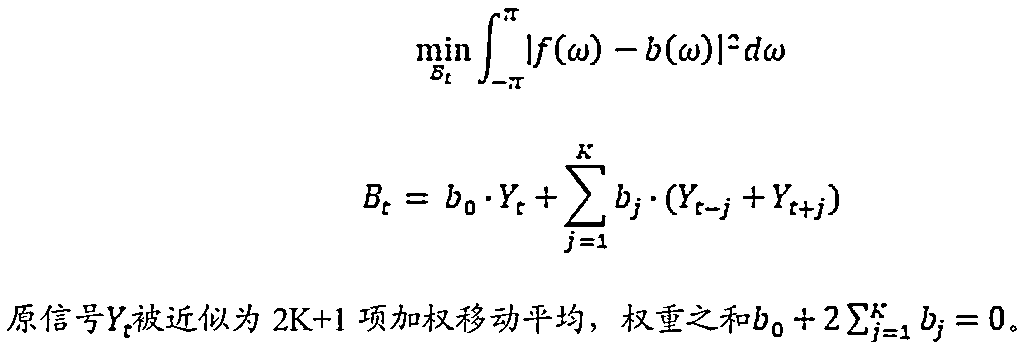 min_{B_t} ∫_{-π}^{π} |f(ω) − b(ω)|² dω
B_t = b_0 · Y_t + ∑_{j=1}^{K} b_j · (Y_{t−j} + Y_{t+j})
原信号Y_t被近似为 2K+1 项加权移动平均，权重之和b_0 + 2 ∑_{j=1}^{K} b_j = 0。